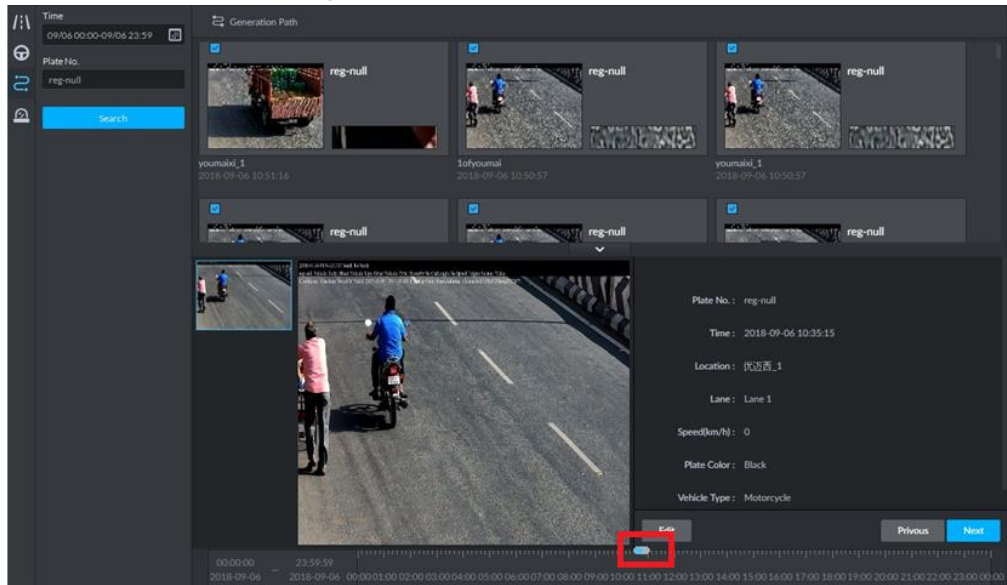 Time
09/06 00:00-09/06 23:59
Plate No.
reg-null
Search
Generation Path
reg-null
reg-null
reg-null
youmaixi_1
2018-09-06 10:51:16
1ofyoumai
2018-09-06 10:50:57
youmaixi_1
2018-09-06 10:50:57
reg-null
reg-null
reg-null
Plate No. : reg-null
Time : 2018-09-06 10:35:15
Location : 优迈西_1
Lane : Lane 1
Speed(km/h) : 0
Plate Color : Black
Vehicle Type : Motorcycle
Edit
Privous
Next
00:00:00 - 23:59:59
2018-09-06 2018-09-06 00:00 01:00 02:00 03:00 04:00 05:00 06:00 07:00 08:00 09:00 10:00 11:00 12:00 13:00 14:00 15:00 16:00 17:00 18:00 19:00 20:00 21:00 22:00 23:00 00:00